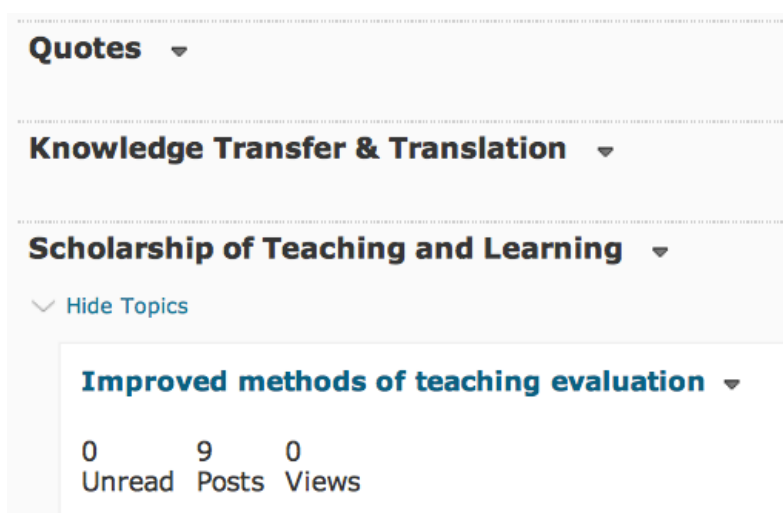 Quotes
Knowledge Transfer & Translation
Scholarship of Teaching and Learning
Hide Topics
Improved methods of teaching evaluation
0 9 0
Unread Posts Views